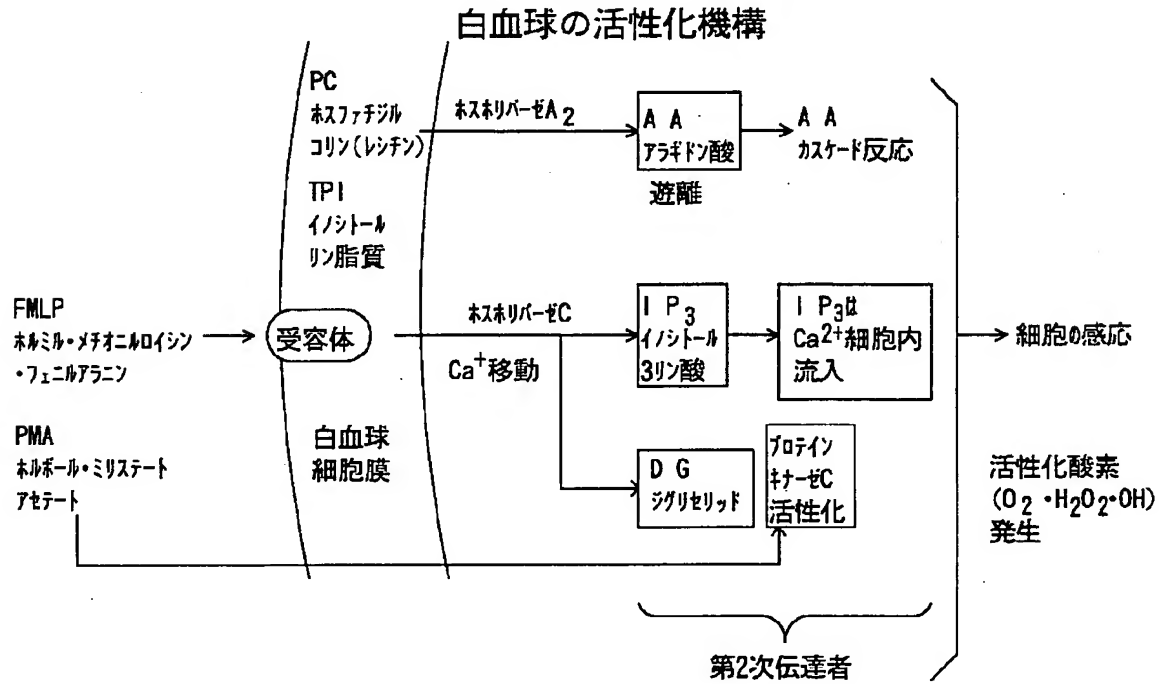 白血球の活性化機構
PC
ホスファチジル
コリン(レシチン)
ホスホリパーゼA2
A A
アラギドン酸
遊離
A A
カスケード反応
TPI
イノシトール
リン脂質
FMLP
ホルミル・メチオニルロイシン
・フェニルアラニン
受容体
ホスホリパーゼC
Ca+移動
I P3
イノシトール
3リン酸
I P3は
Ca2+細胞内
流入
細胞の感応
PMA
ホルボール・ミリステート
アセテート
白血球
細胞膜
D G
ジグリセリッド
プロテイン
キナーゼC
活性化
活性化酸素
(O2・H2O2・OH)
発生
第2次伝達者